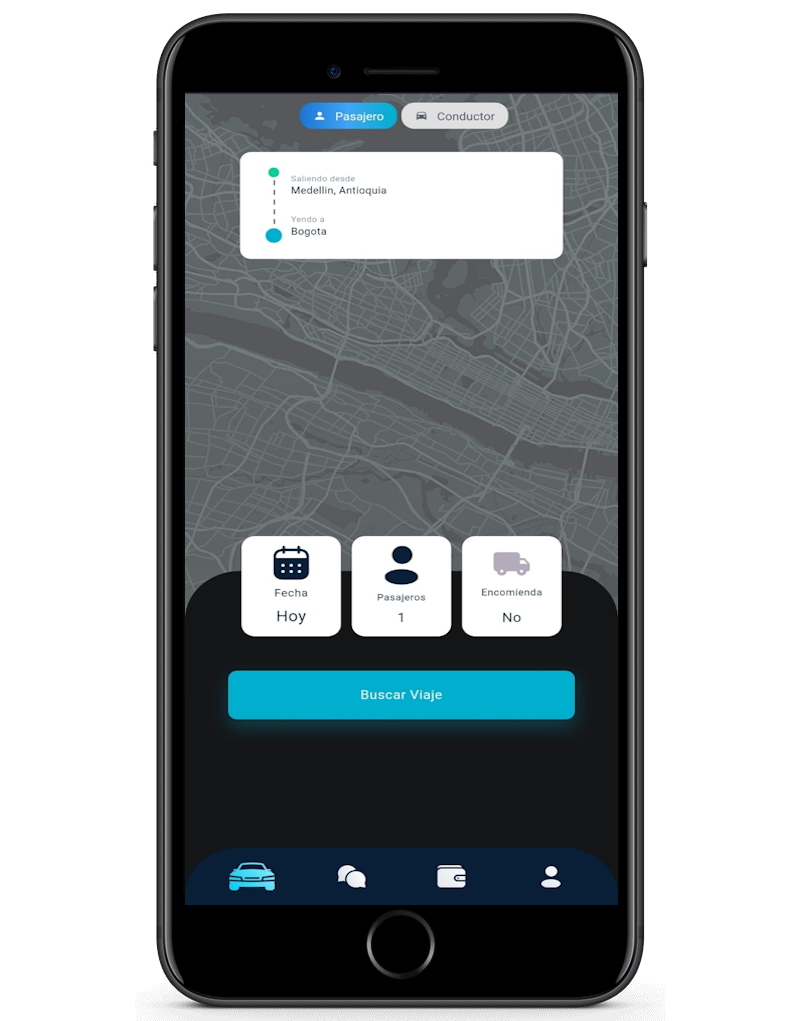 Pasajero
Conductor
Saliendo desde
Medellin, Antioquia
Yendo a
Bogota
Fecha
Hoy
Pasajeros
1
Encomienda
No
Buscar Viaje